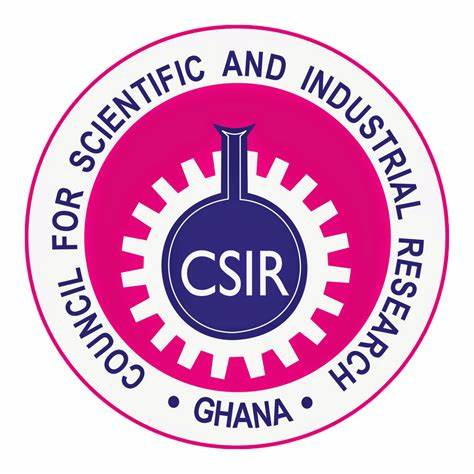 COUNCIL FOR SCIENTIFIC AND INDUSTRIAL RESEARCH
CSIR
• GHANA •